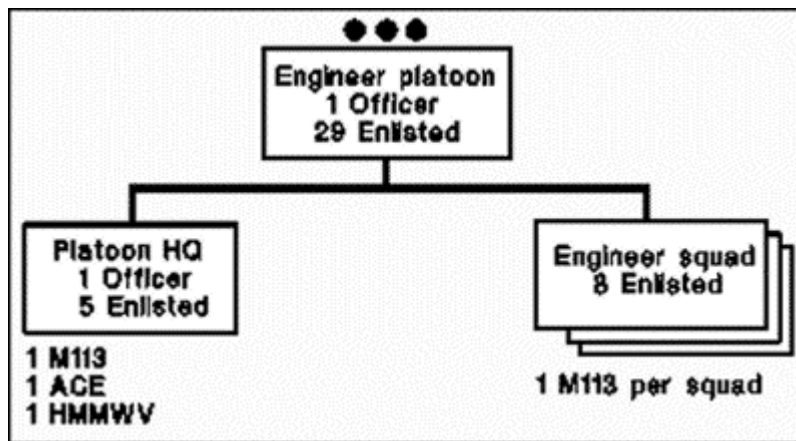 Engineer platoon
1 Officer
29 Enlisted
Platoon HQ
1 Officer
5 Enlisted
1 M113
1 ACE
1 HMMWV
Engineer squad
8 Enlisted
1 M113 per squad